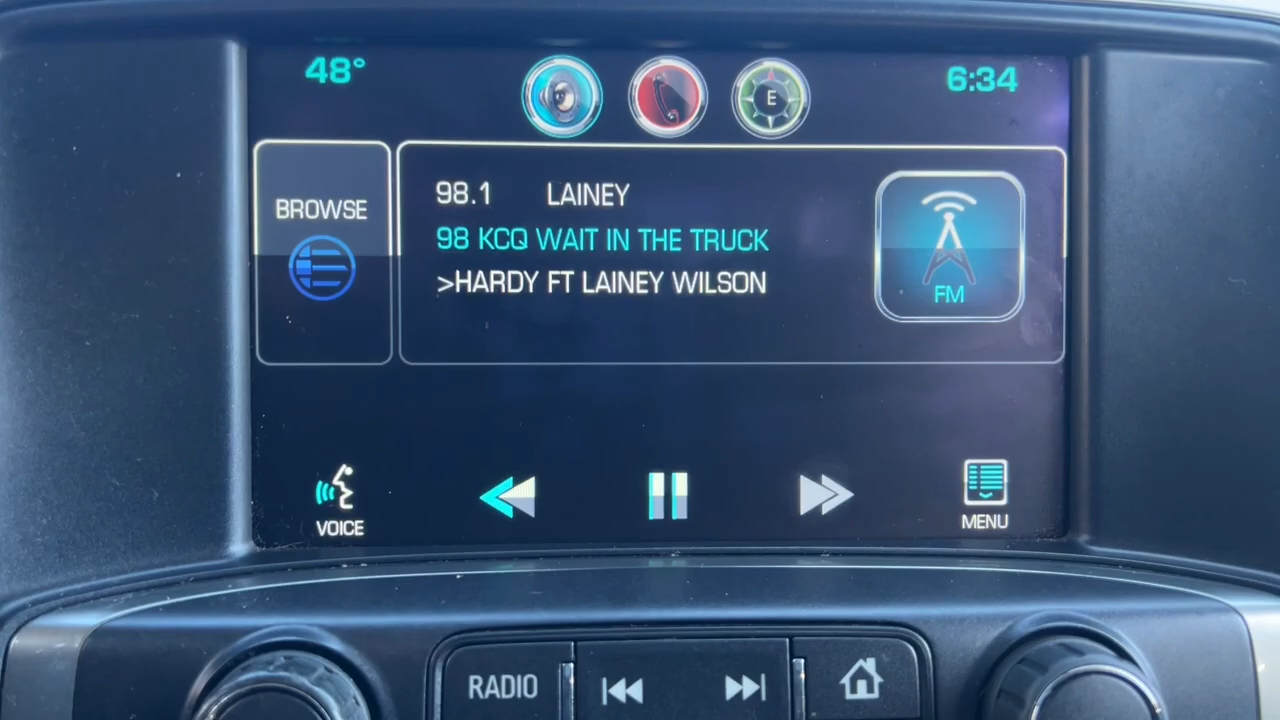 48°
E
6:34
BROWSE
98.1 LAINEY
98 KCQ WAIT IN THE TRUCK
>HARDY FT LAINEY WILSON
FM
VOICE
MENU
RADIO